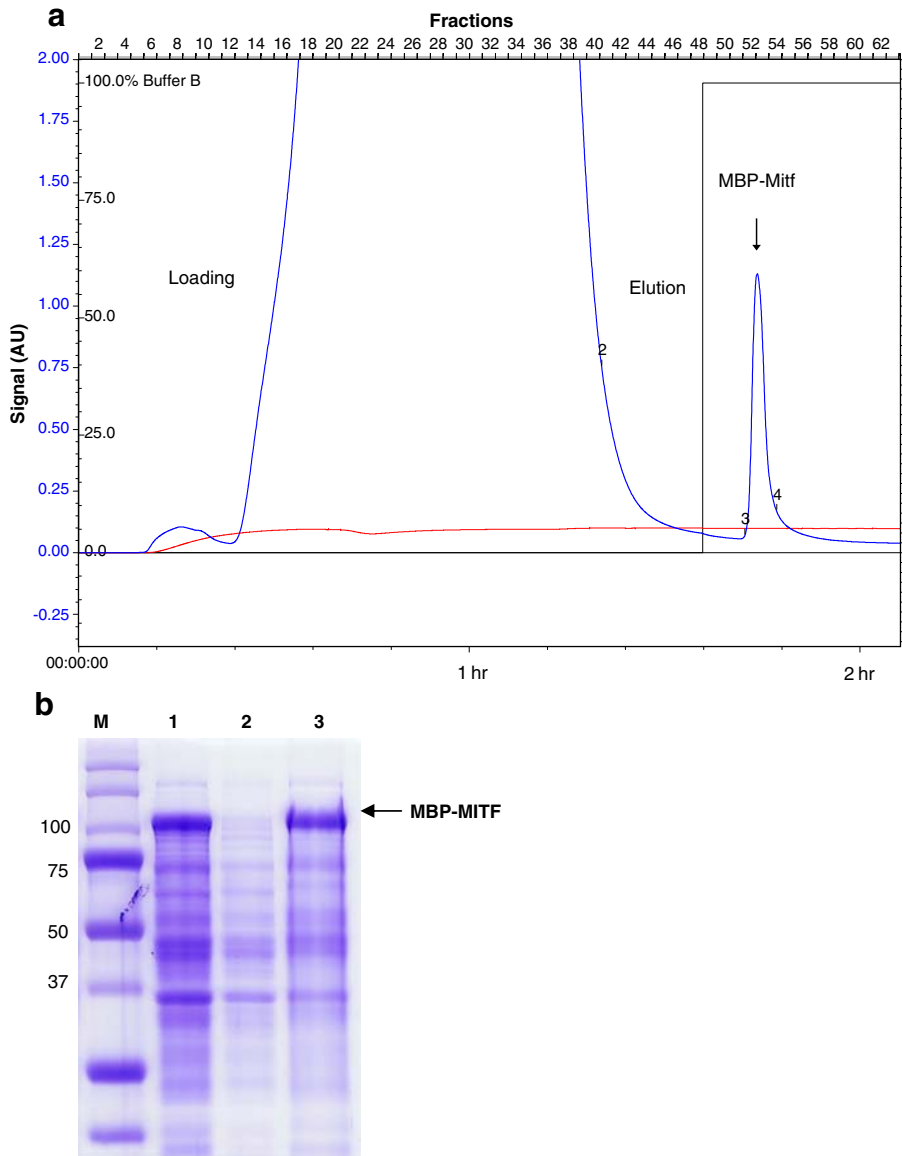 a
Fractions
2 4 6 8 10 12 14 16 18 20 22 24 26 28 30 32 34 36 38 40 42 44 46 48 50 52 54 56 58 60 62
2.00
100.0% Buffer B
1.75
1.50
75.0
MBP-Mitf
1.25
Loading
Elution
1.00
50.0
2
0.75
Signal (AU)
0.50
25.0
4
0.25
3
0.00
0.0
-0.25
00:00:00
1 hr
2 hr
b
M 1 2 3
MBP-MITF
100
75
50
37